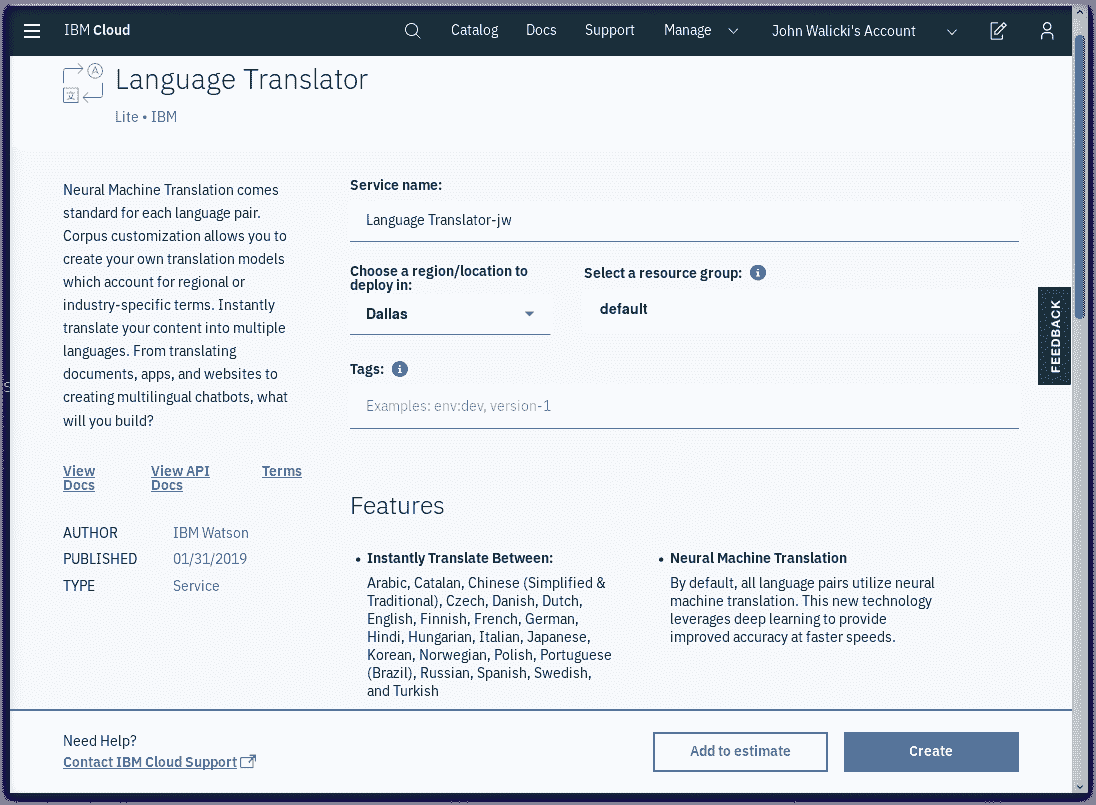 IBM Cloud
Catalog
Docs
Support
Manage
John Walicki's Account
A
文
Language Translator
Lite • IBM
Neural Machine Translation comes
standard for each language pair.
Corpus customization allows you to
create your own translation models
which account for regional or
industry-specific terms. Instantly
translate your content into multiple
languages. From translating
documents, apps, and websites to
creating multilingual chatbots, what
will you build?
View
Docs
View API
Docs
Terms
AUTHOR IBM Watson
PUBLISHED 01/31/2019
TYPE Service
Service name:
Language Translator-jw
Choose a region/location to
deploy in:
Dallas
Select a resource group:
default
Tags:
Examples: env:dev, version-1
Features
• Instantly Translate Between:
Arabic, Catalan, Chinese (Simplified &
Traditional), Czech, Danish, Dutch,
English, Finnish, French, German,
Hindi, Hungarian, Italian, Japanese,
Korean, Norwegian, Polish, Portuguese
(Brazil), Russian, Spanish, Swedish,
and Turkish
• Neural Machine Translation
By default, all language pairs utilize neural
machine translation. This new technology
leverages deep learning to provide
improved accuracy at faster speeds.
FEEDBACK
Need Help?
Contact IBM Cloud Support
Add to estimate
Create